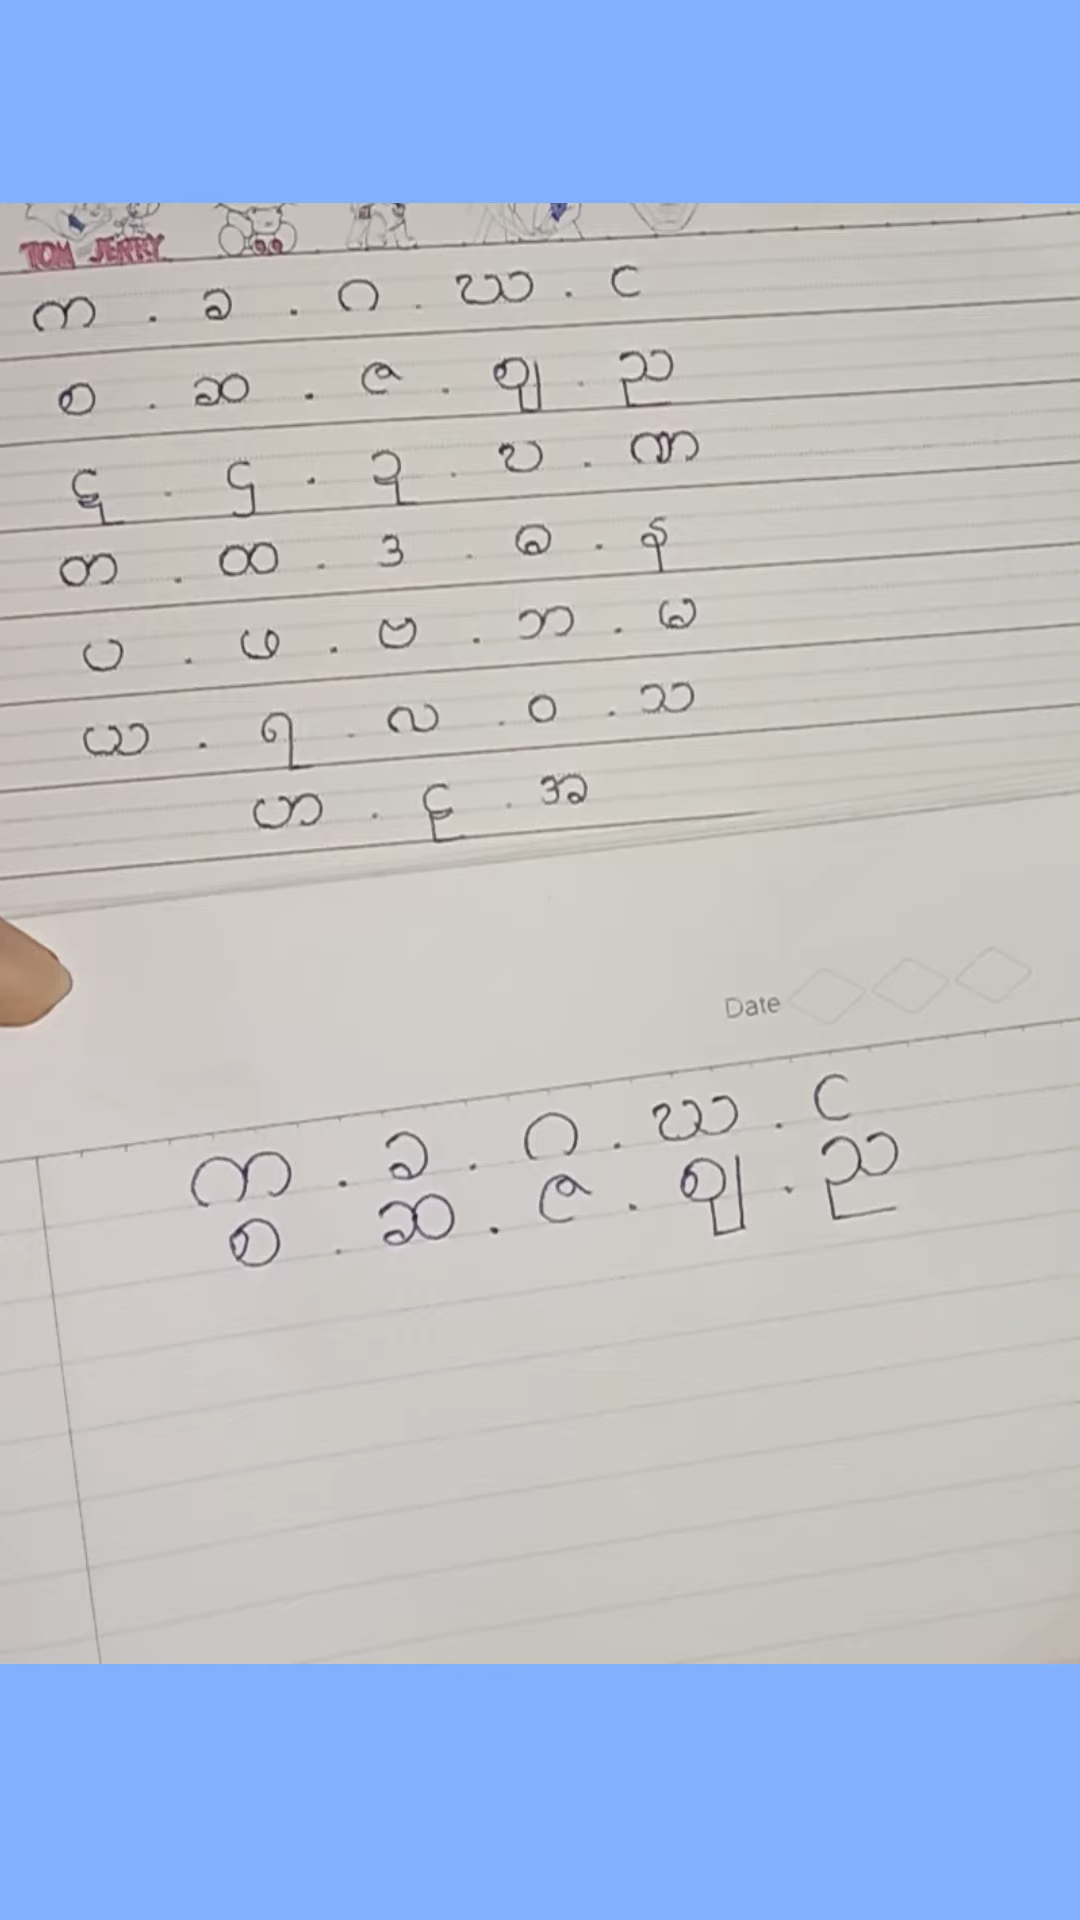 TOM JERRY
က . ခ . ဂ . ဃ . င
စ . ဆ . ဇ . ဈ . ည
ဋ . ဌ . ဍ . ဎ . ဏ
တ . ထ . ဒ . ဓ . န
ပ . ဖ . ဗ . ဘ . မ
ယ . ရ . လ . ဝ . သ
ဟ . ဠ . အ
Date
က . ခ . ဂ . ဃ . င
စ . ဆ . ဇ . ဈ . ည